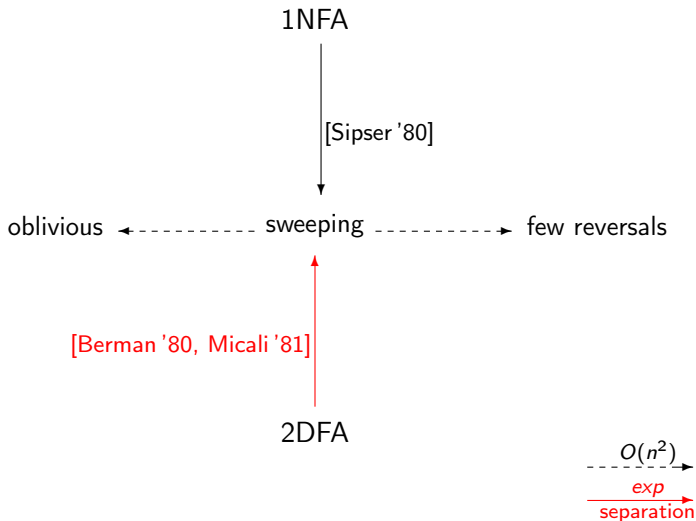 1NFA
[Sipser '80]
oblivious
sweeping
few reversals
[Berman '80, Micali '81]
2DFA
O(n²)
exp
separation